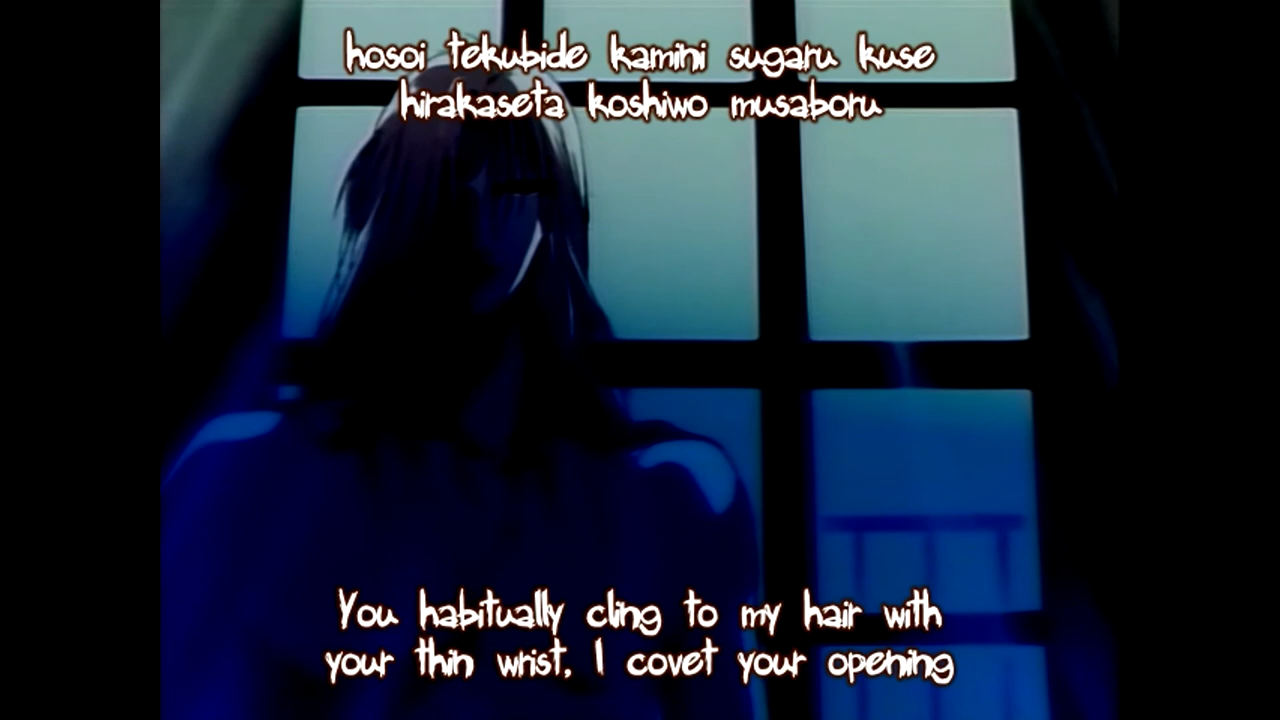 hosoi tekubide kamini sugaru kuse
hirakaseta koshiwo musaboru
You habitually cling to my hair with
your thin wrist, I covet your opening